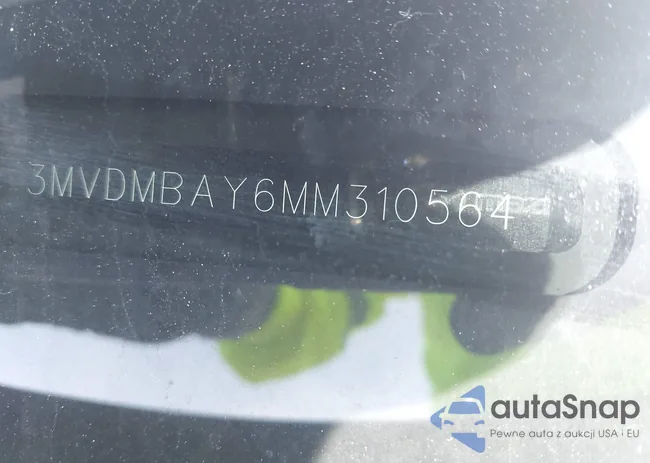 3MVDMBAY6MM310564
autaSnap
Pewne auta z aukcji USA i EU